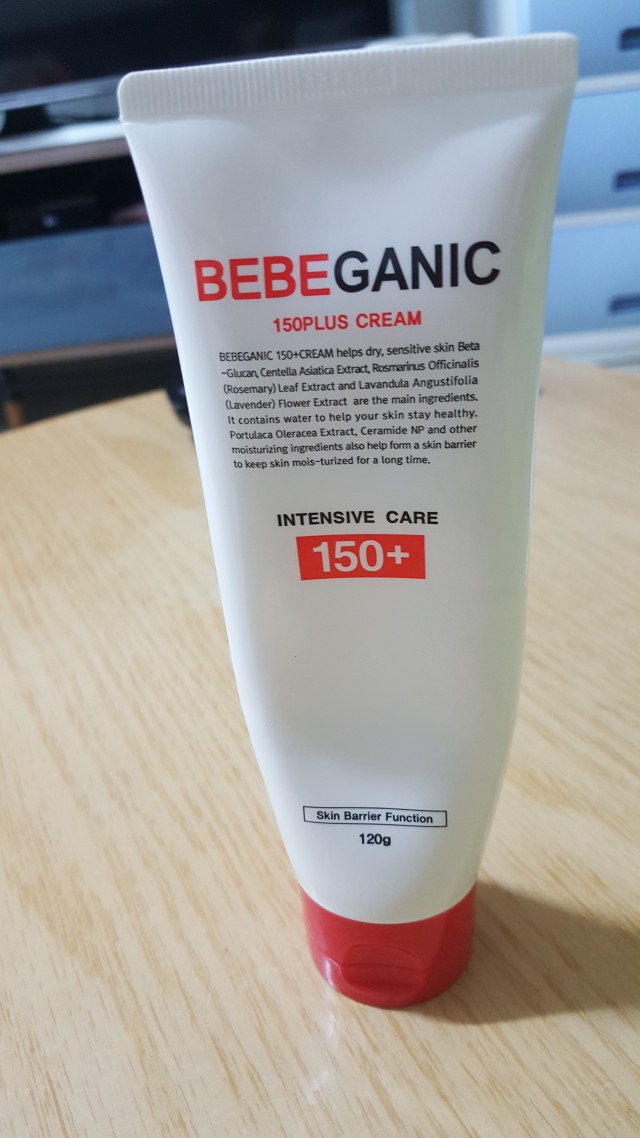 BEBEGANIC
150PLUS CREAM
BEBEGANIC 150+CREAM helps dry, sensitive skin Beta
-Glucan, Centella Asiatica Extract, Rosmarinus Officinalis
(Rosemary) Leaf Extract and Lavandula Angustifolia
(Lavender) Flower Extract are the main ingredients.
It contains water to help your skin stay healthy.
Portulaca Oleracea Extract, Ceramide NP and other
moisturizing ingredients also help form a skin barrier
to keep skin mois-turized for a long time.
INTENSIVE CARE
150+
Skin Barrier Function
120g